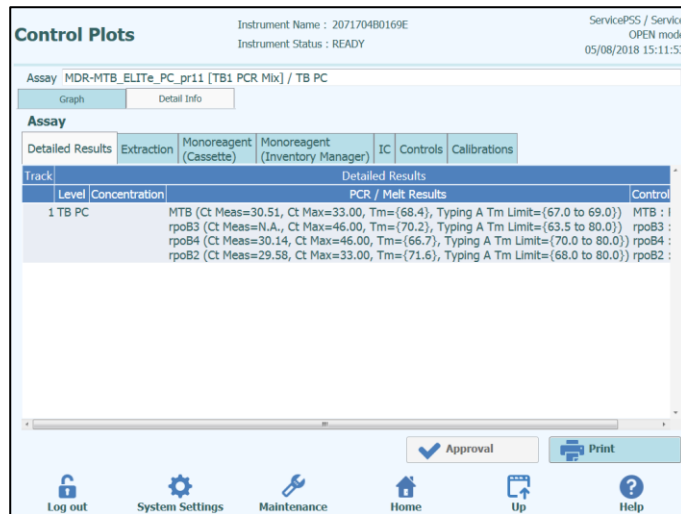 Control Plots
Instrument Name : 2071704B0169E
Instrument Status : READY
ServicePSS / Service
OPEN mode
05/08/2018 15:11:53
Assay MDR-MTB_ELITe_PC_pr11 [TB1 PCR Mix] / TB PC
Graph
Detail Info
Assay
Detailed Results
Extraction
Monoreagent
(Cassette)
Monoreagent
(Inventory Manager)
IC
Controls
Calibrations
Track
Detailed Results
Level
Concentration
PCR / Melt Results
Control
1 TB PC
MTB (Ct Meas=30.51, Ct Max=33.00, Tm={68.4}, Typing A Tm Limit={67.0 to 69.0}) MTB :
rpoB3 (Ct Meas=N.A., Ct Max=46.00, Tm={70.2}, Typing A Tm Limit={63.5 to 80.0}) rpoB3 :
rpoB4 (Ct Meas=30.14, Ct Max=46.00, Tm={66.7}, Typing A Tm Limit={70.0 to 80.0}) rpoB4 :
rpoB2 (Ct Meas=29.58, Ct Max=33.00, Tm={71.6}, Typing A Tm Limit={68.0 to 80.0}) rpoB2 :
Approval
Print
Log out
System Settings
Maintenance
Home
Up
Help